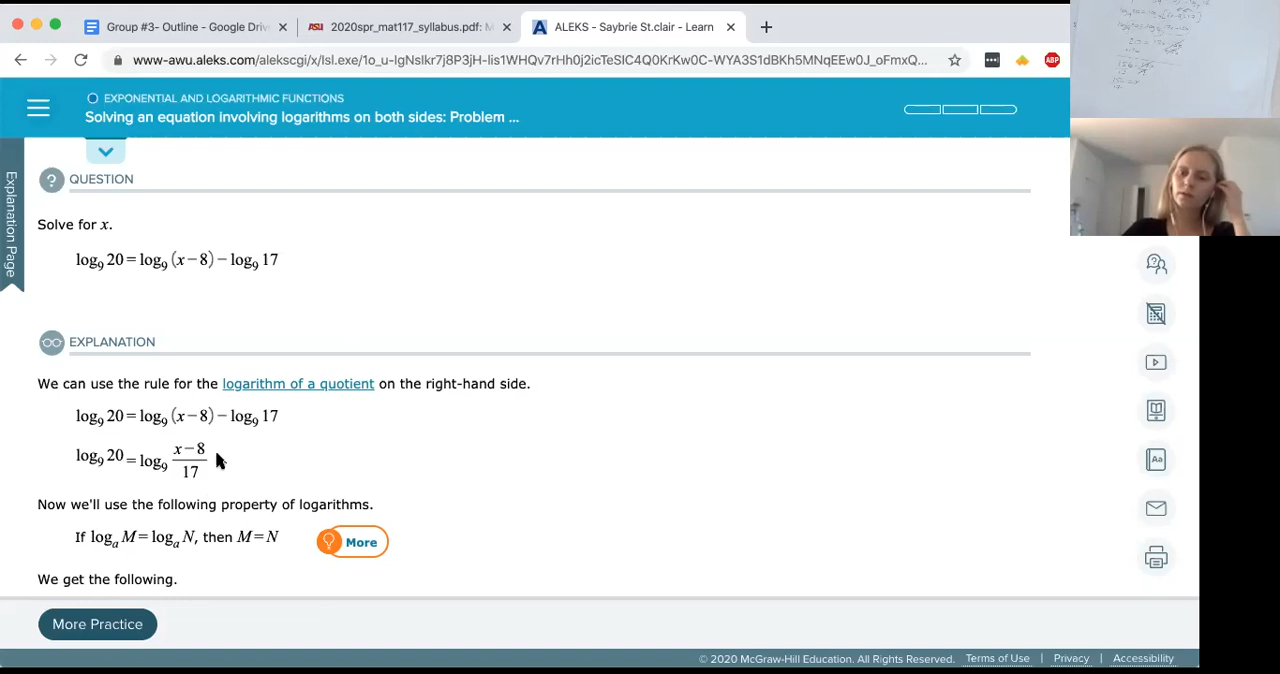 Group #3- Outline - Google Driv
2020spr_mat117_syllabus.pdf: M
ALEKS - Saybrie St.clair - Learn
www-awu.aleks.com/alekscgi/x/lsl.exe/1o_u-IgNslkr7j8P3jH-lis1WHQv7rHh0j2icTeSIC4Q0KrKw0C-WYA3S1dBKh5MNqEEw0J_oFmxQ...
ABP
EXPONENTIAL AND LOGARITHMIC FUNCTIONS
Solving an equation involving logarithms on both sides: Problem ...
Explanation Page
QUESTION
Solve for x.
log₉ 20 = log₉ (x−8) − log₉ 17
EXPLANATION
We can use the rule for the logarithm of a quotient on the right-hand side.
log₉ 20 = log₉ (x−8) − log₉ 17
log₉ 20 = log₉ (x−8)/17
Now we'll use the following property of logarithms.
If logₐ M = logₐ N, then M = N
More
We get the following.
More Practice
© 2020 McGraw-Hill Education. All Rights Reserved. Terms of Use | Privacy | Accessibility